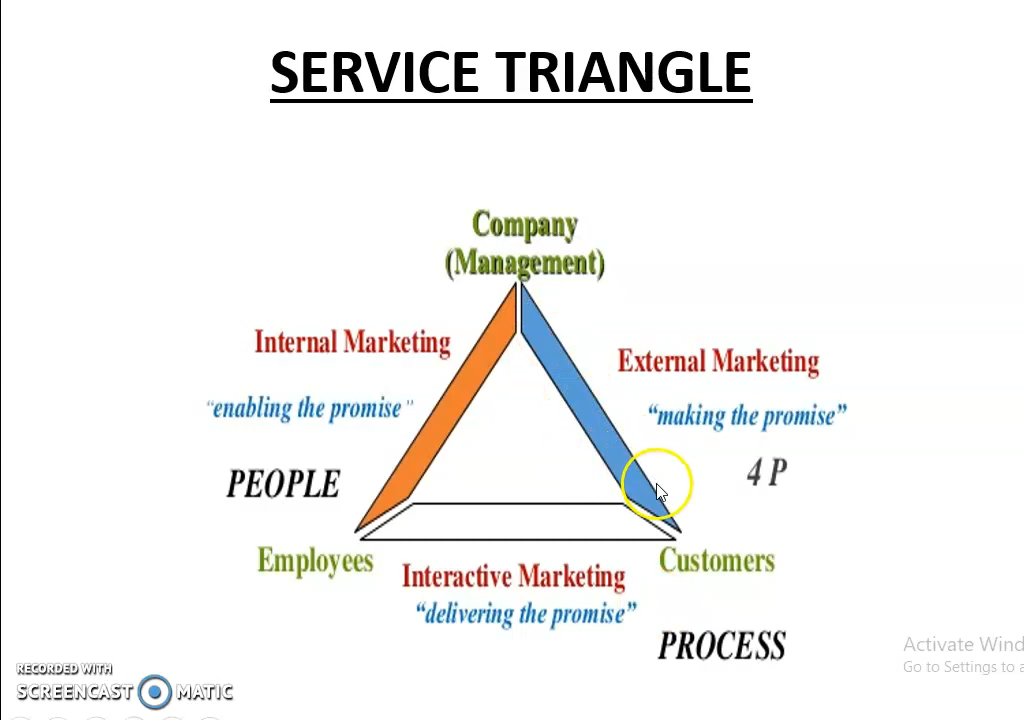 SERVICE TRIANGLE
Company
(Management)
Internal Marketing
External Marketing
“enabling the promise”
“making the promise”
PEOPLE
4 P
Employees
Customers
Interactive Marketing
“delivering the promise”
PROCESS
Activate Wind
Go to Settings to a
RECORDED WITH
SCREENCAST MATIC